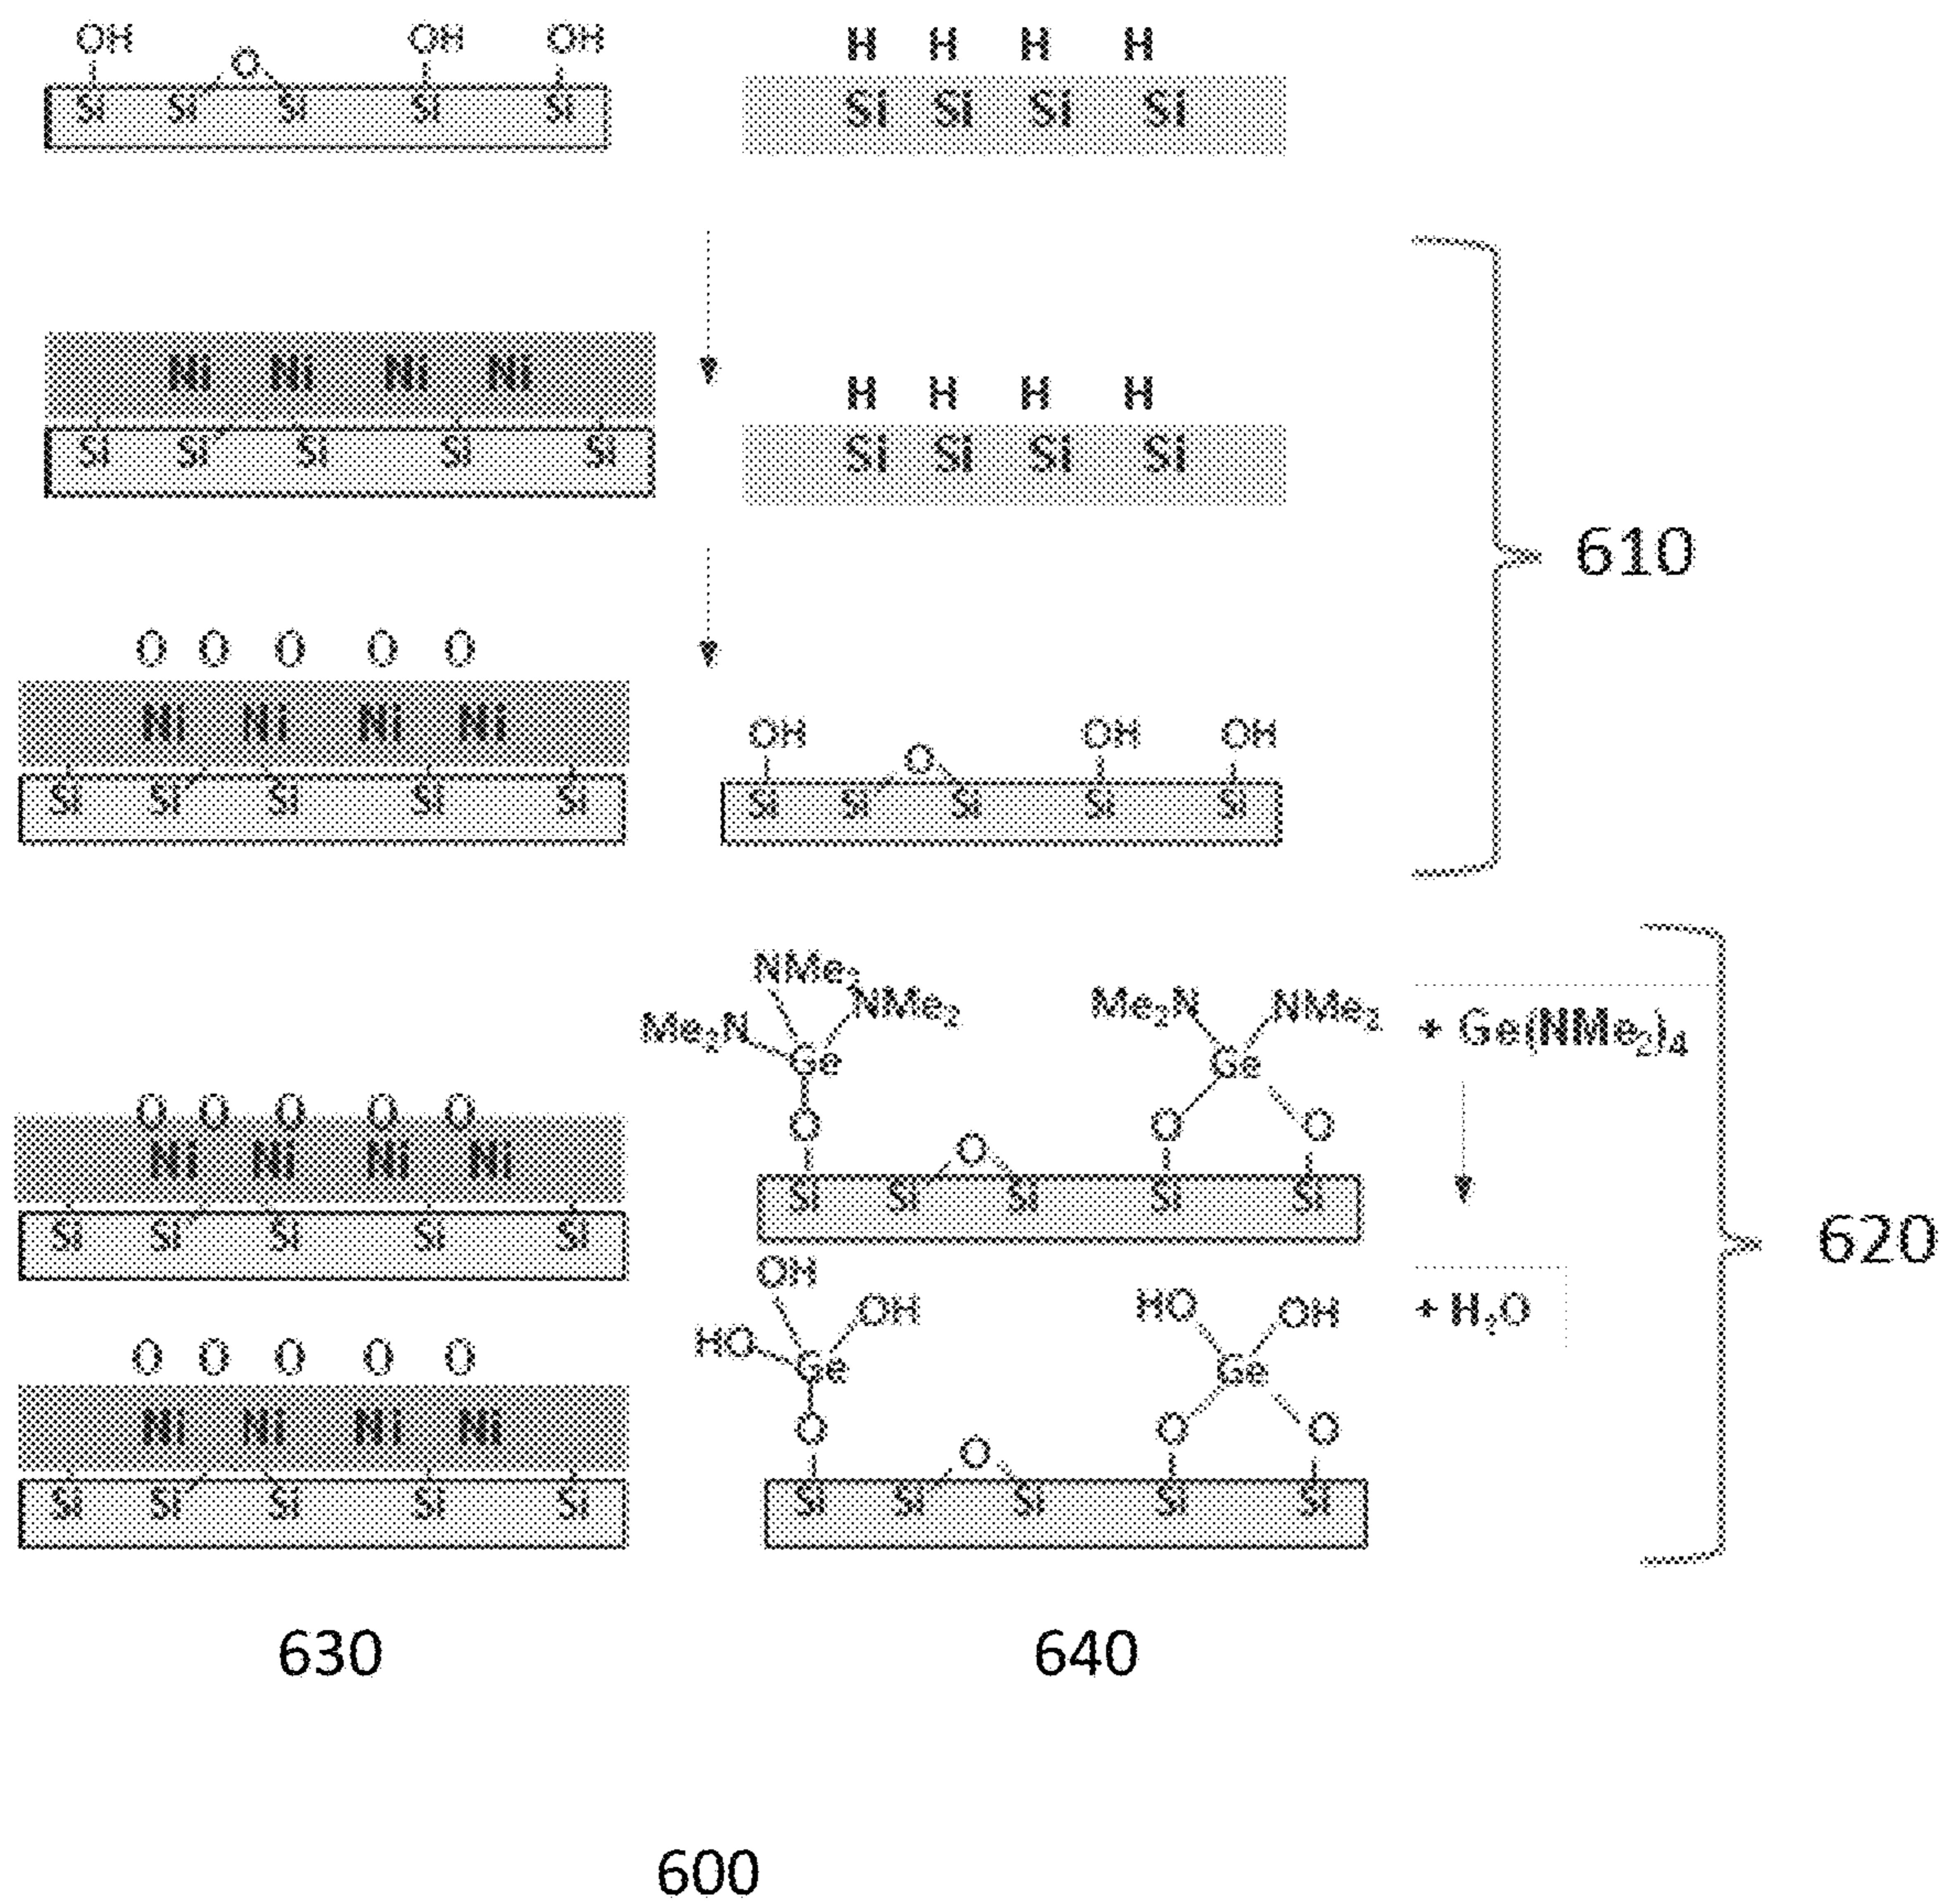 OH O OH OH H H H H
Si Si Si Si Si Si Si Si Si
Ni Ni Ni Ni H H H H
Si Si Si Si Si Si Si Si Si
610
O O O O O
Ni Ni Ni Ni OH O OH OH
Si Si Si Si Si Si Si Si Si Si
NMe₂
Me₂N NMe₂ Me₂N NMe₂ + Ge(NMe₂)₄
Ge Ge
O O O O O O O O
Ni Ni Ni Ni O
Si Si Si Si Si Si Si Si Si Si
620
OH
HO OH HO OH + H₂O
O O O O O Ge Ge
Ni Ni Ni Ni O O O O
Si Si Si Si Si Si Si Si Si Si
630 640
600